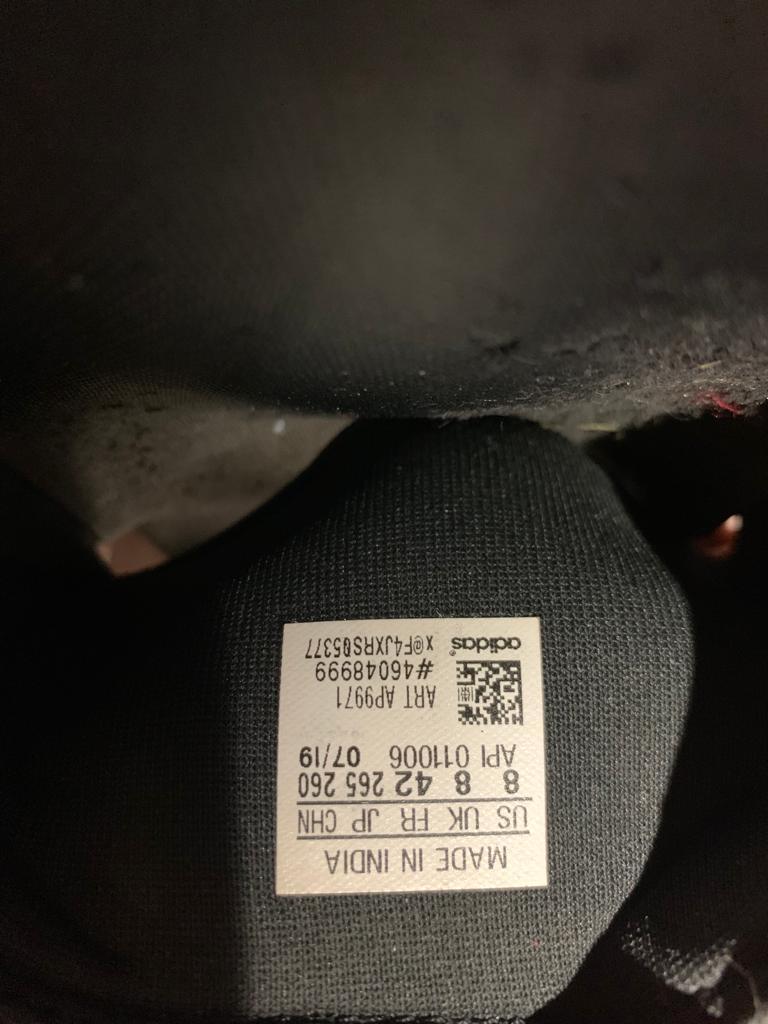 MADE IN INDIA
US UK FR JP CHN
8 8 42 265 260
API 011006 07/19
ART AP9971
#46048999
adidas® x@F4JXRS05377